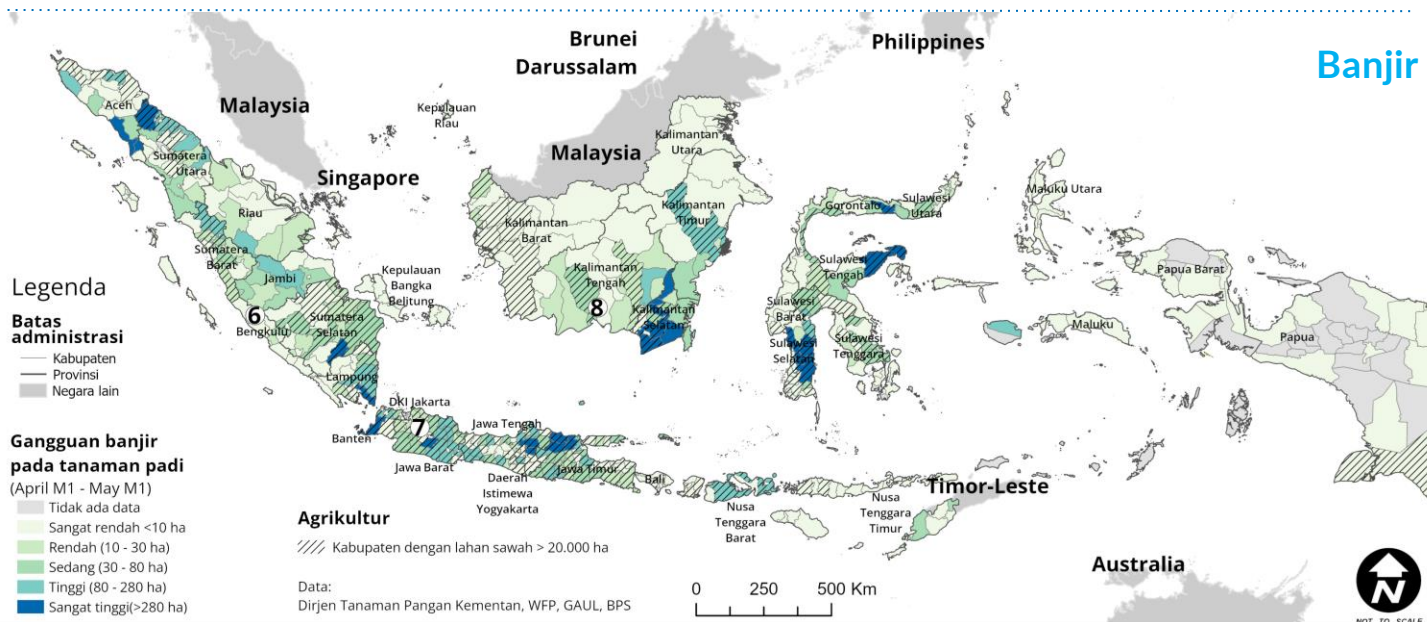 Banjir
Philippines
Brunei
Darussalam
Malaysia
Kepulauan
Riau
Aceh
Malaysia
Kalimantan
Utara
Sumatera
Utara
Singapore
Maluku Utara
Riau
Kalimantan
Timur
Gorontalo
Sulawesi
Utara
Kalimantan
Barat
Sumatera
Barat
Kalimantan
Tengah
Sulawesi
Tengah
Papua Barat
Jambi
Kepulauan
Bangka
Belitung
6
Bengkulu
Sumatera
Selatan
8
Kalimantan
Selatan
Sulawesi
Barat
Sulawesi
Selatan
Sulawesi
Tenggara
Maluku
Papua
Lampung
DKI Jakarta
7
Banten
Jawa Tengah
Jawa Barat
Daerah
Istimewa
Yogyakarta
Jawa Timur
Bali
Nusa
Tenggara
Barat
Nusa
Tenggara
Timur
Timor-Leste
Australia
Legenda
Batas
administrasi
Kabupaten
Provinsi
Negara lain
Gangguan banjir
pada tanaman padi
(April M1 - May M1)
Tidak ada data
Sangat rendah <10 ha
Rendah (10 - 30 ha)
Sedang (30 - 80 ha)
Tinggi (80 - 280 ha)
Sangat tinggi(>280 ha)
Agrikultur
Kabupaten dengan lahan sawah > 20.000 ha
Data:
Dirjen Tanaman Pangan Kementan, WFP, GAUL, BPS
0 250 500 Km
N
NOT TO SCALE